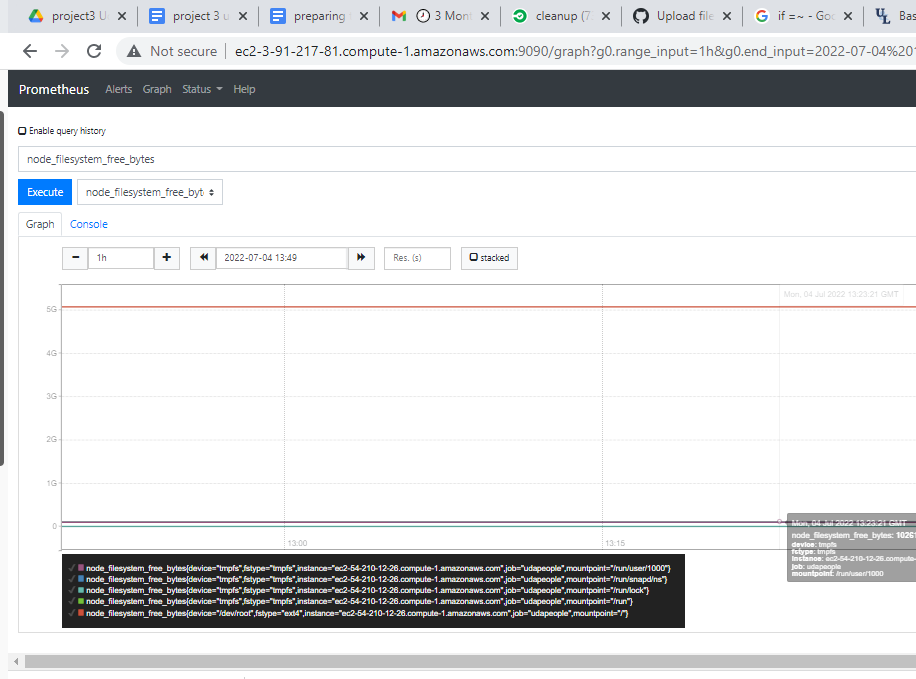 project3 U
project 3 u
preparing
3 Mont
cleanup (7
Upload file
if =~ - Goo
Bas
Not secure
ec2-3-91-217-81.compute-1.amazonaws.com:9090/graph?g0.range_input=1h&g0.end_input=2022-07-04%201
Prometheus Alerts Graph Status Help
Enable query history
node_filesystem_free_bytes
Execute node_filesystem_free_byt
Graph Console
− 1h + 2022-07-04 13:49 Res. (s) stacked
Mon, 04 Jul 2022 13:23:21 GMT
5G
4G
3G
2G
1G
0
13:00 13:15
Mon, 04 Jul 2022 13:23:21 GMT
node_filesystem_free_bytes: 10261
device: tmpfs
fstype: tmpfs
instance: ec2-54-210-12-26.compute-
job: udapeople
mountpoint: /run/user/1000
node_filesystem_free_bytes{device="tmpfs",fstype="tmpfs",instance="ec2-54-210-12-26.compute-1.amazonaws.com",job="udapeople",mountpoint="/run/user/1000"}
node_filesystem_free_bytes{device="tmpfs",fstype="tmpfs",instance="ec2-54-210-12-26.compute-1.amazonaws.com",job="udapeople",mountpoint="/run/snapd/ns"}
node_filesystem_free_bytes{device="tmpfs",fstype="tmpfs",instance="ec2-54-210-12-26.compute-1.amazonaws.com",job="udapeople",mountpoint="/run/lock"}
node_filesystem_free_bytes{device="tmpfs",fstype="tmpfs",instance="ec2-54-210-12-26.compute-1.amazonaws.com",job="udapeople",mountpoint="/run"}
node_filesystem_free_bytes{device="/dev/root",fstype="ext4",instance="ec2-54-210-12-26.compute-1.amazonaws.com",job="udapeople",mountpoint="/"}